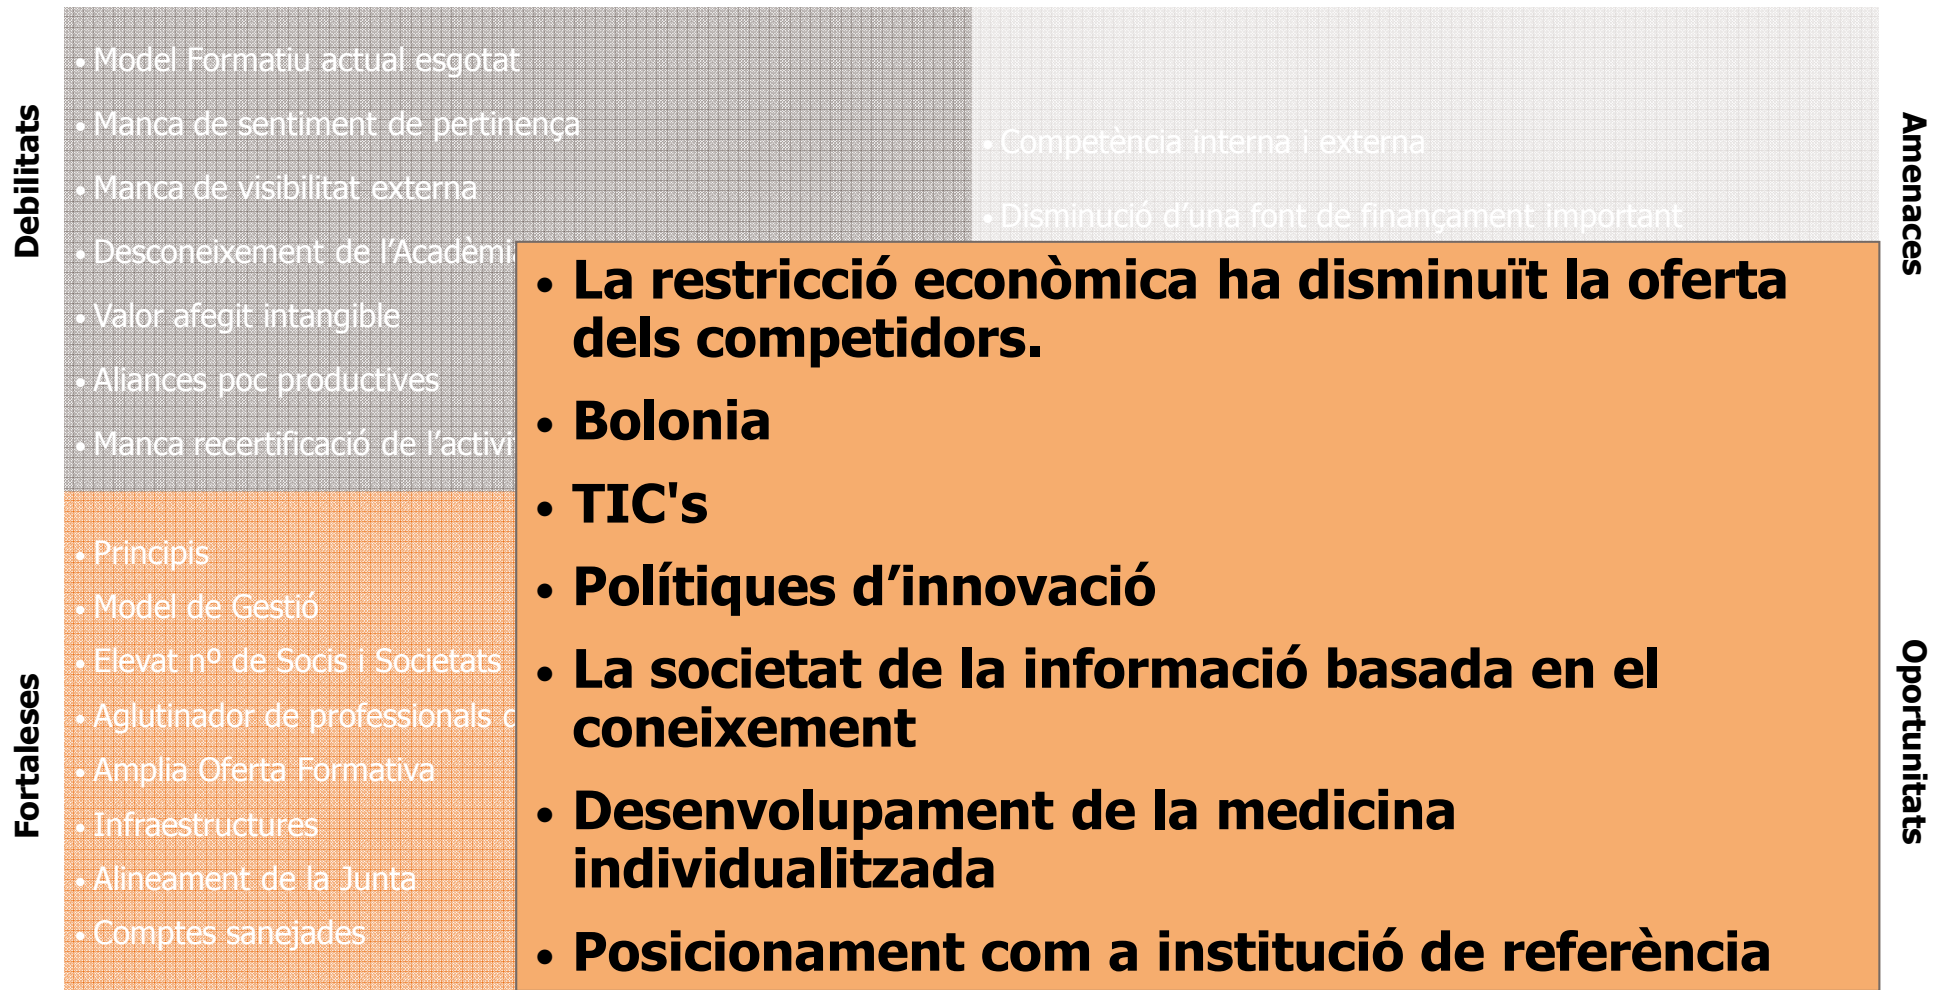 Debilitats
• Model Formatiu actual esgotat
• Manca de sentiment de pertinença
• Manca de visibilitat externa
• Desconeixement de l’Acadèmi
• Valor afegit intangible
• Aliances poc productives
• Manca recertificació de l’activi
Amenaces
• Competència interna i externa
• Disminució d’una font de finançament important
Fortaleses
• Principis
• Model de Gestió
• Elevat nº de Socis i Societats
• Aglutinador de professionals
• Amplia Oferta Formativa
• Infraestructures
• Alineament de la Junta
• Comptes sanejades
Oportunitats
• La restricció econòmica ha disminuït la oferta
dels competidors.
• Bolonia
• TIC's
• Polítiques d’innovació
• La societat de la informació basada en el
coneixement
• Desenvolupament de la medicina
individualitzada
• Posicionament com a institució de referència